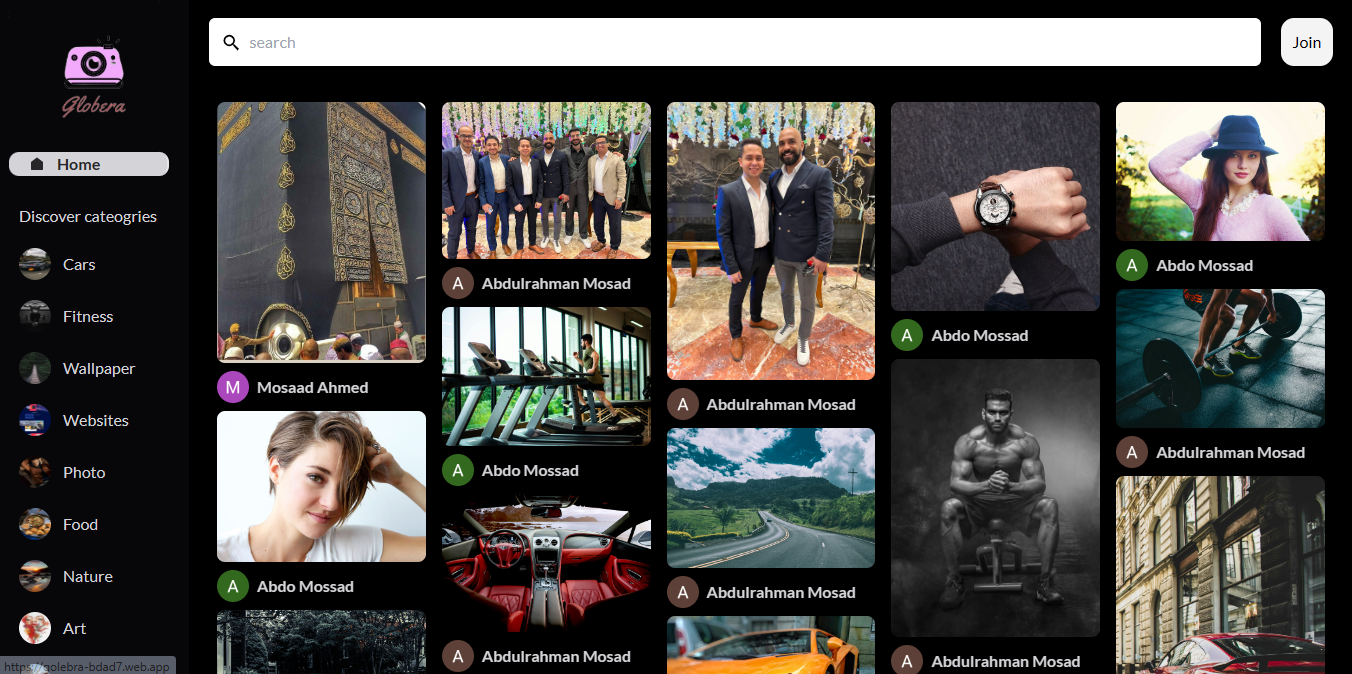 Globera
search
Join
Home
Discover cateogries
Cars
Fitness
Wallpaper
Websites
Photo
Food
Nature
Art
https://golebra-bdad7.web.app
M
Mosaad Ahmed
A
Abdo Mossad
A
Abdulrahman Mosad
A
Abdo Mossad
A
Abdulrahman Mosad
A
Abdulrahman Mosad
A
Abdulrahman Mosad
A
Abdo Mossad
A
Abdulrahman Mosad
A
Abdo Mossad
A
Abdulrahman Mosad